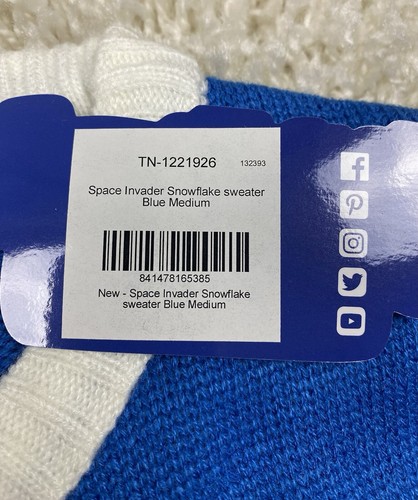 TN-1221926 132393
Space Invader Snowflake sweater
Blue Medium
841478165385
New - Space Invader Snowflake
sweater Blue Medium